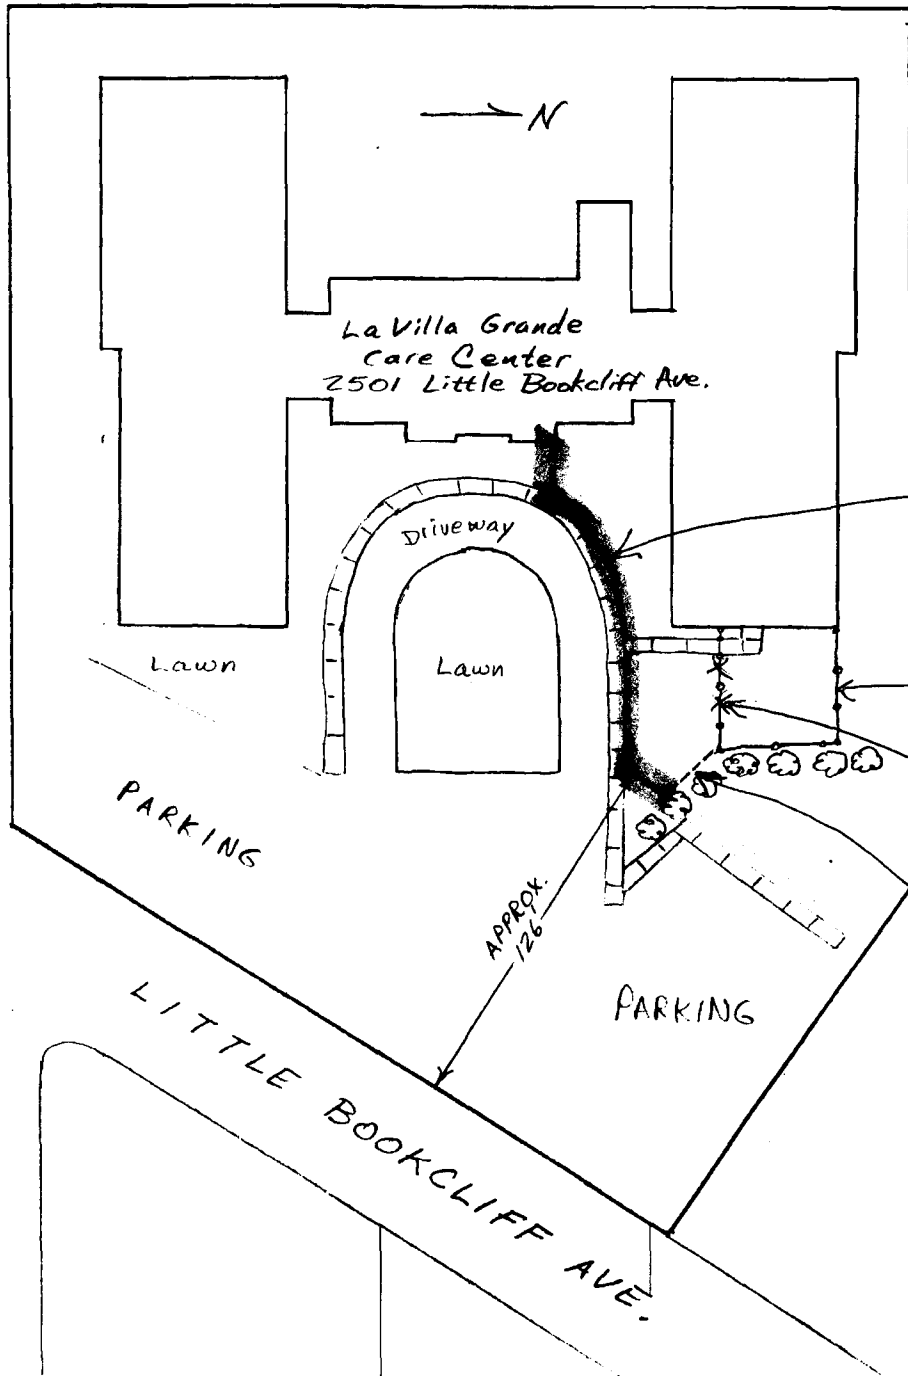 N
La Villa Grande
Care Center
2501 Little Bookcliff Ave.
Driveway
Lawn
Lawn
PARKING
APPROX.
126'
PARKING
LITTLE BOOKCLIFF AVE.